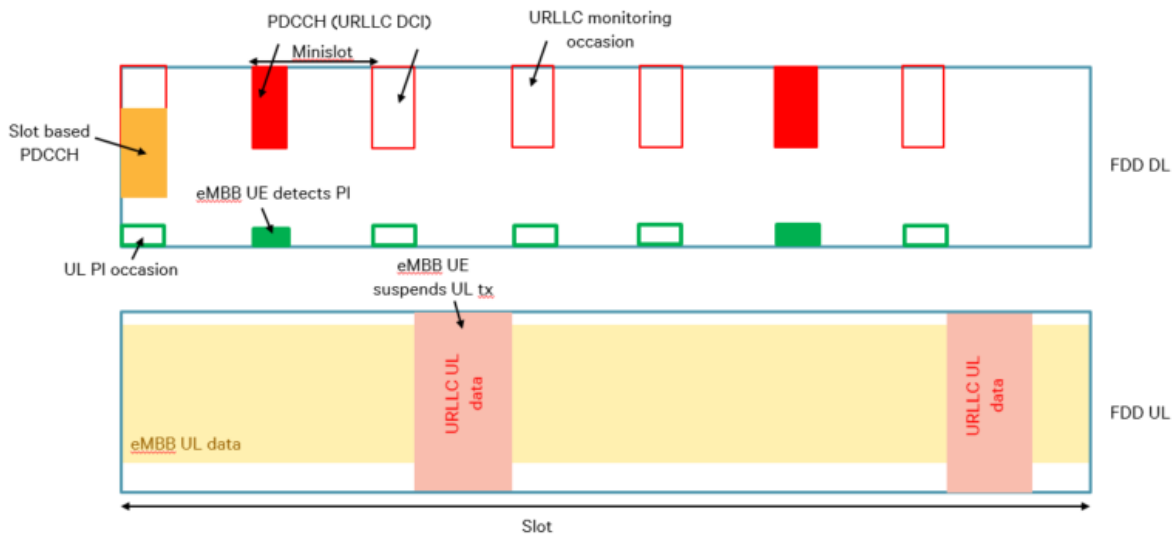 PDCCH (URLLC DCI)
URLLC monitoring
occasion
Minislot
Slot based
PDCCH
FDD DL
eMBB UE detects PI
UL PI occasion
eMBB UE
suspends UL tx
URLLC UL
data
URLLC UL
data
FDD UL
eMBB UL data
Slot